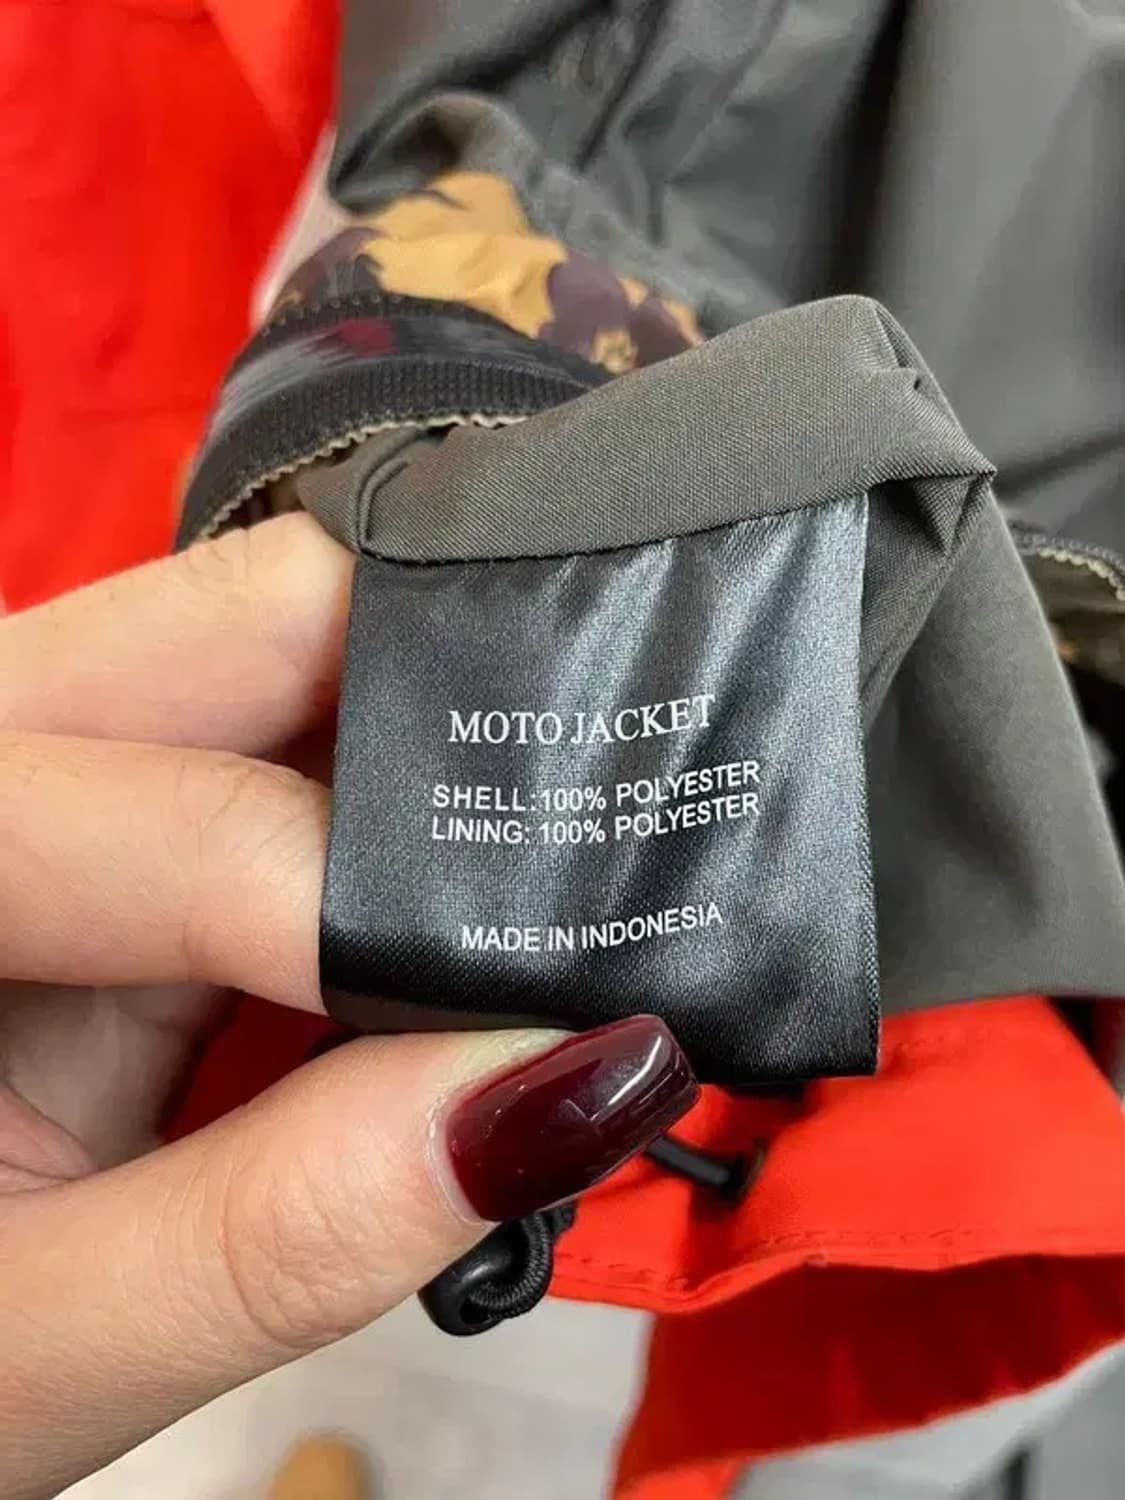 MOTO JACKET
SHELL:100% POLYESTER
LINING: 100% POLYESTER
MADE IN INDONESIA